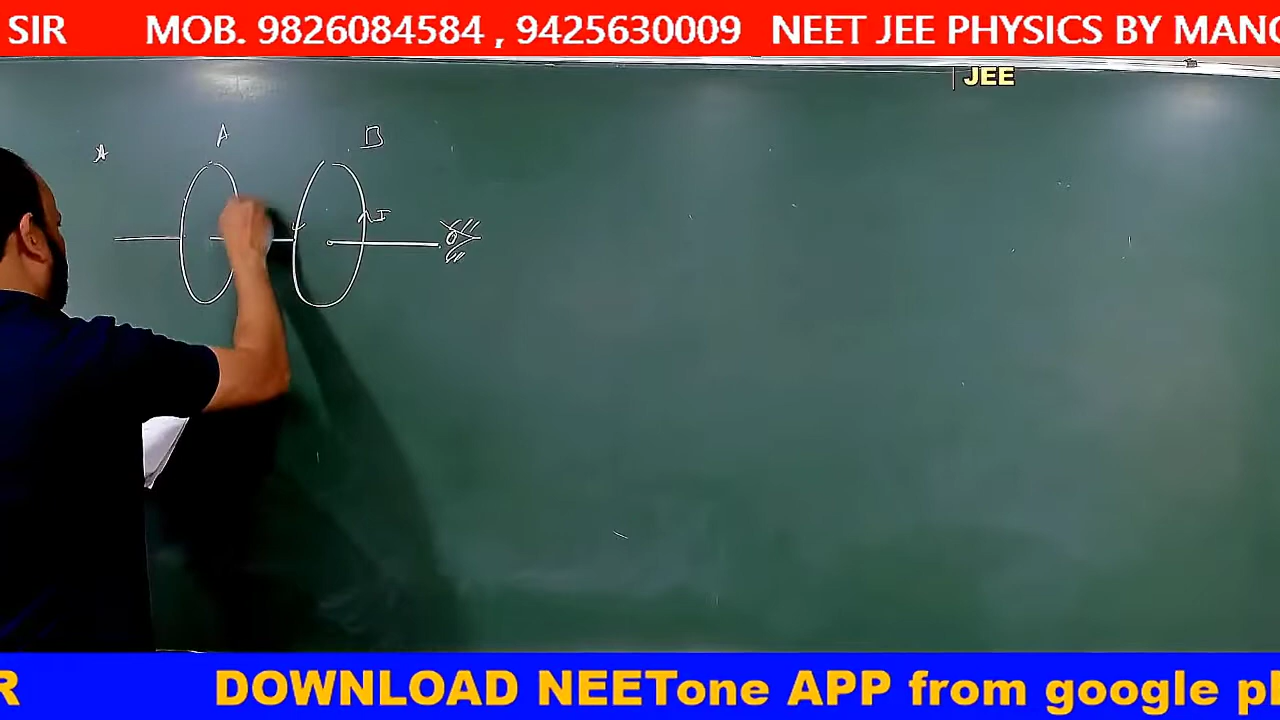 SIR MOB. 9826084584 , 9425630009 NEET JEE PHYSICS BY MANO
| JEE
A B
I
R DOWNLOAD NEETone APP from google pl